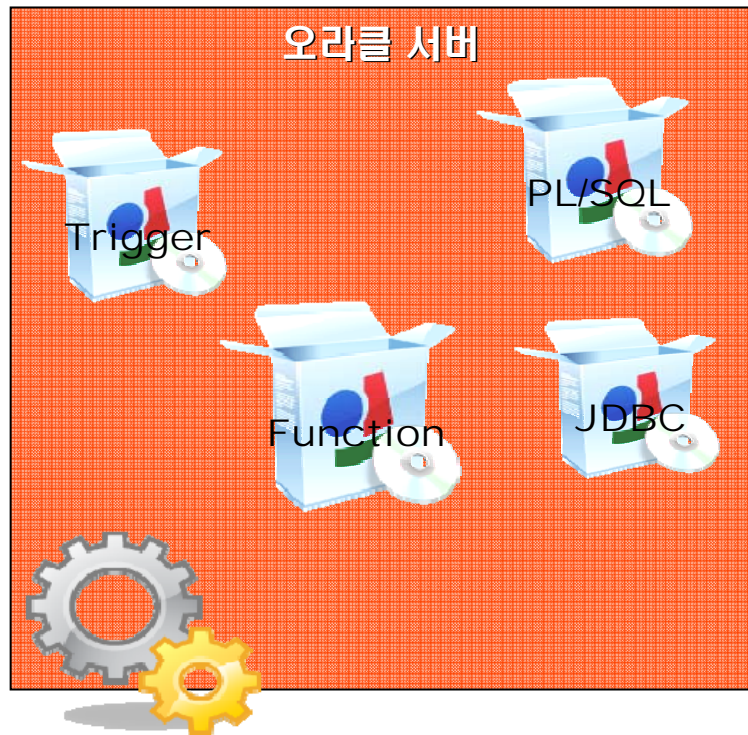 오라클 서버
PL/SQL
Trigger
Function
JDBC